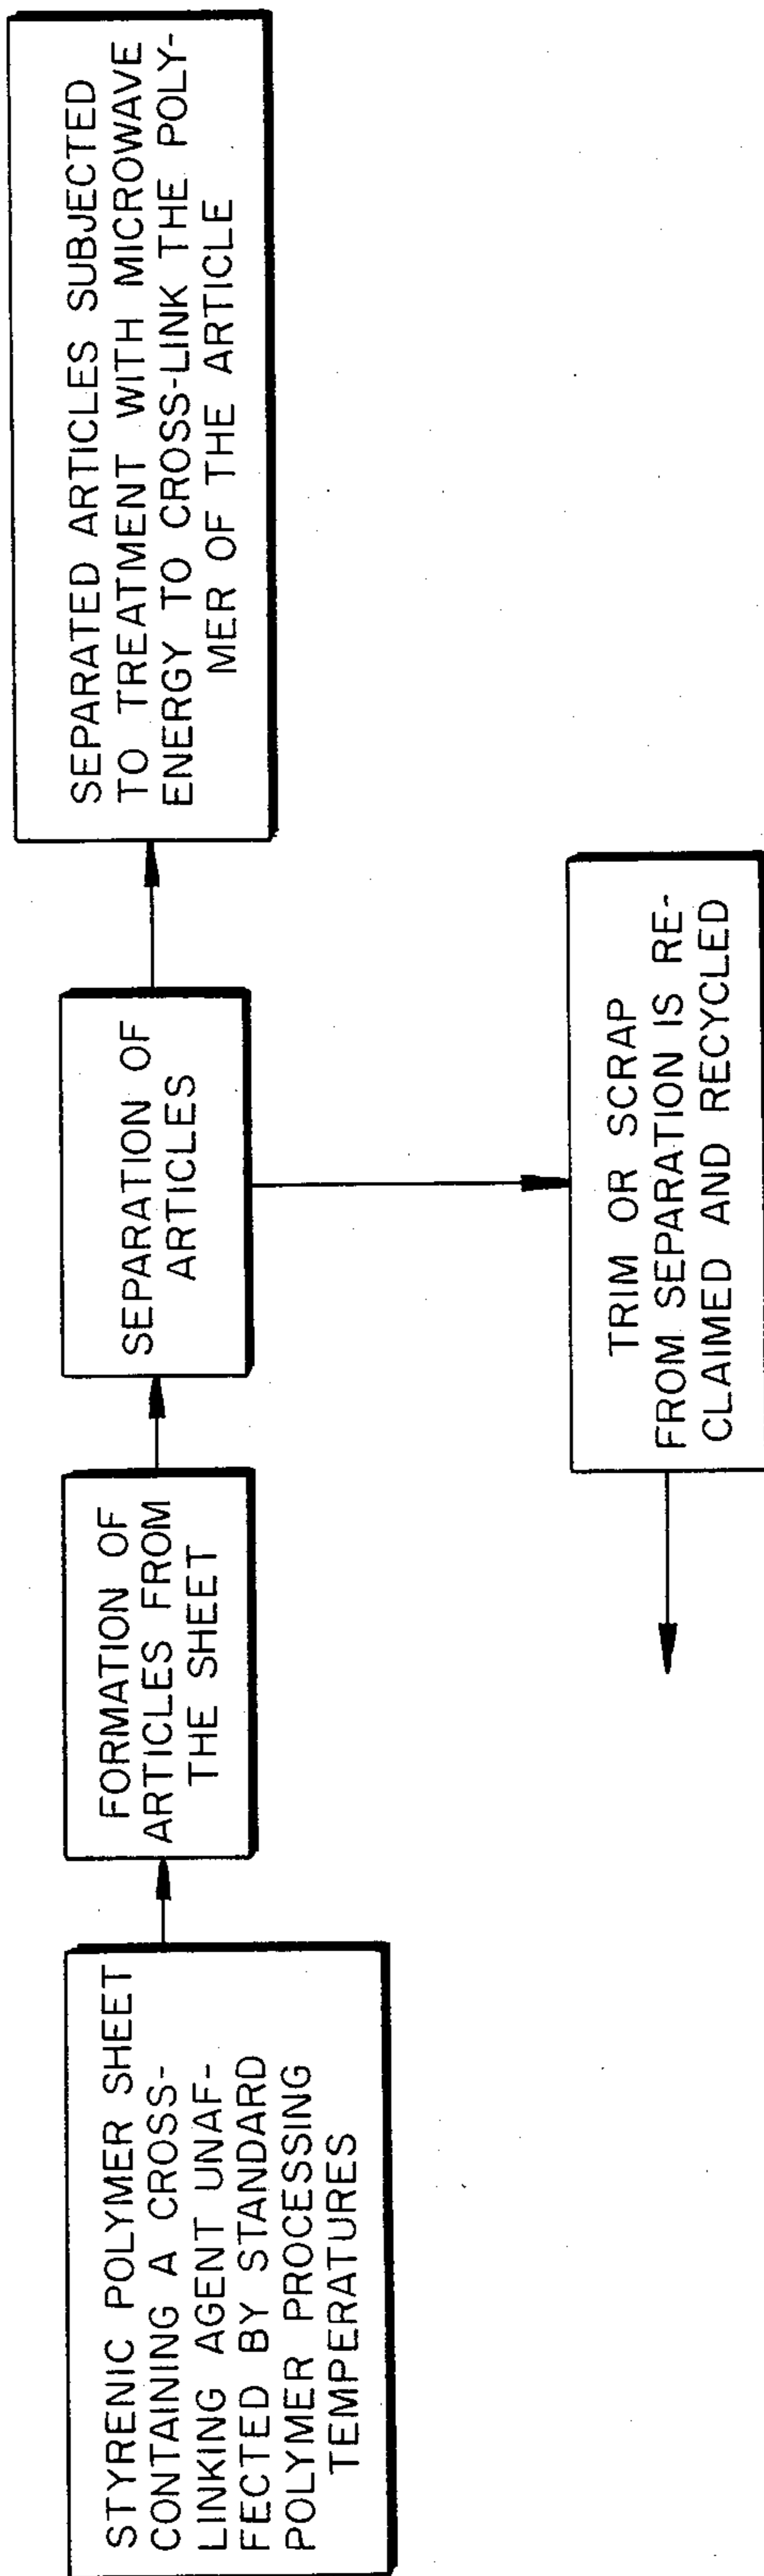 STYRENIC POLYMER SHEET
CONTAINING A CROSS-
LINKING AGENT UNAF-
FECTED BY STANDARD
POLYMER PROCESSING
TEMPERATURES
FORMATION OF
ARTICLES FROM
THE SHEET
SEPARATION OF
ARTICLES
SEPARATED ARTICLES SUBJECTED
TO TREATMENT WITH MICROWAVE
ENERGY TO CROSS-LINK THE POLY-
MER OF THE ARTICLE
TRIM OR SCRAP
FROM SEPARATION IS RE-
CLAIMED AND RECYCLED